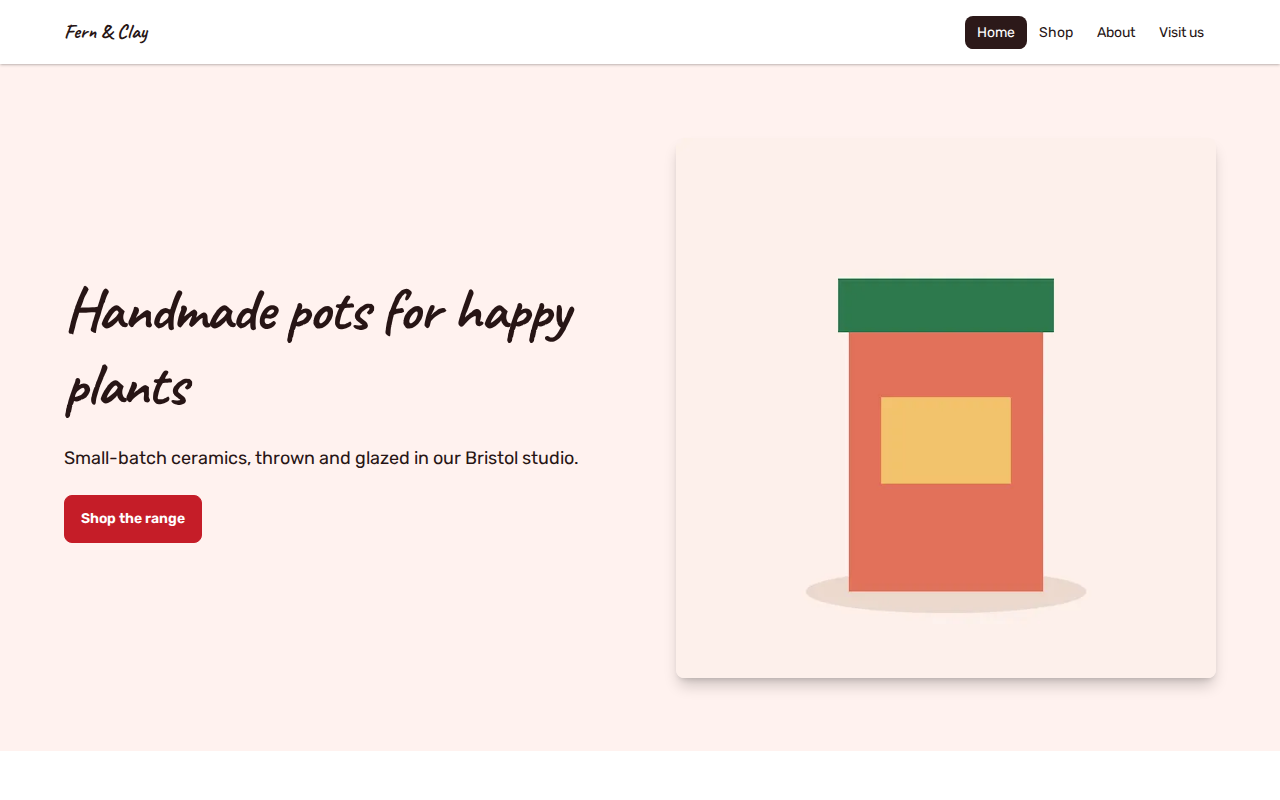 Fern & Clay
Home
Shop
About
Visit us
Handmade pots for happy
plants
Small-batch ceramics, thrown and glazed in our Bristol studio.
Shop the range